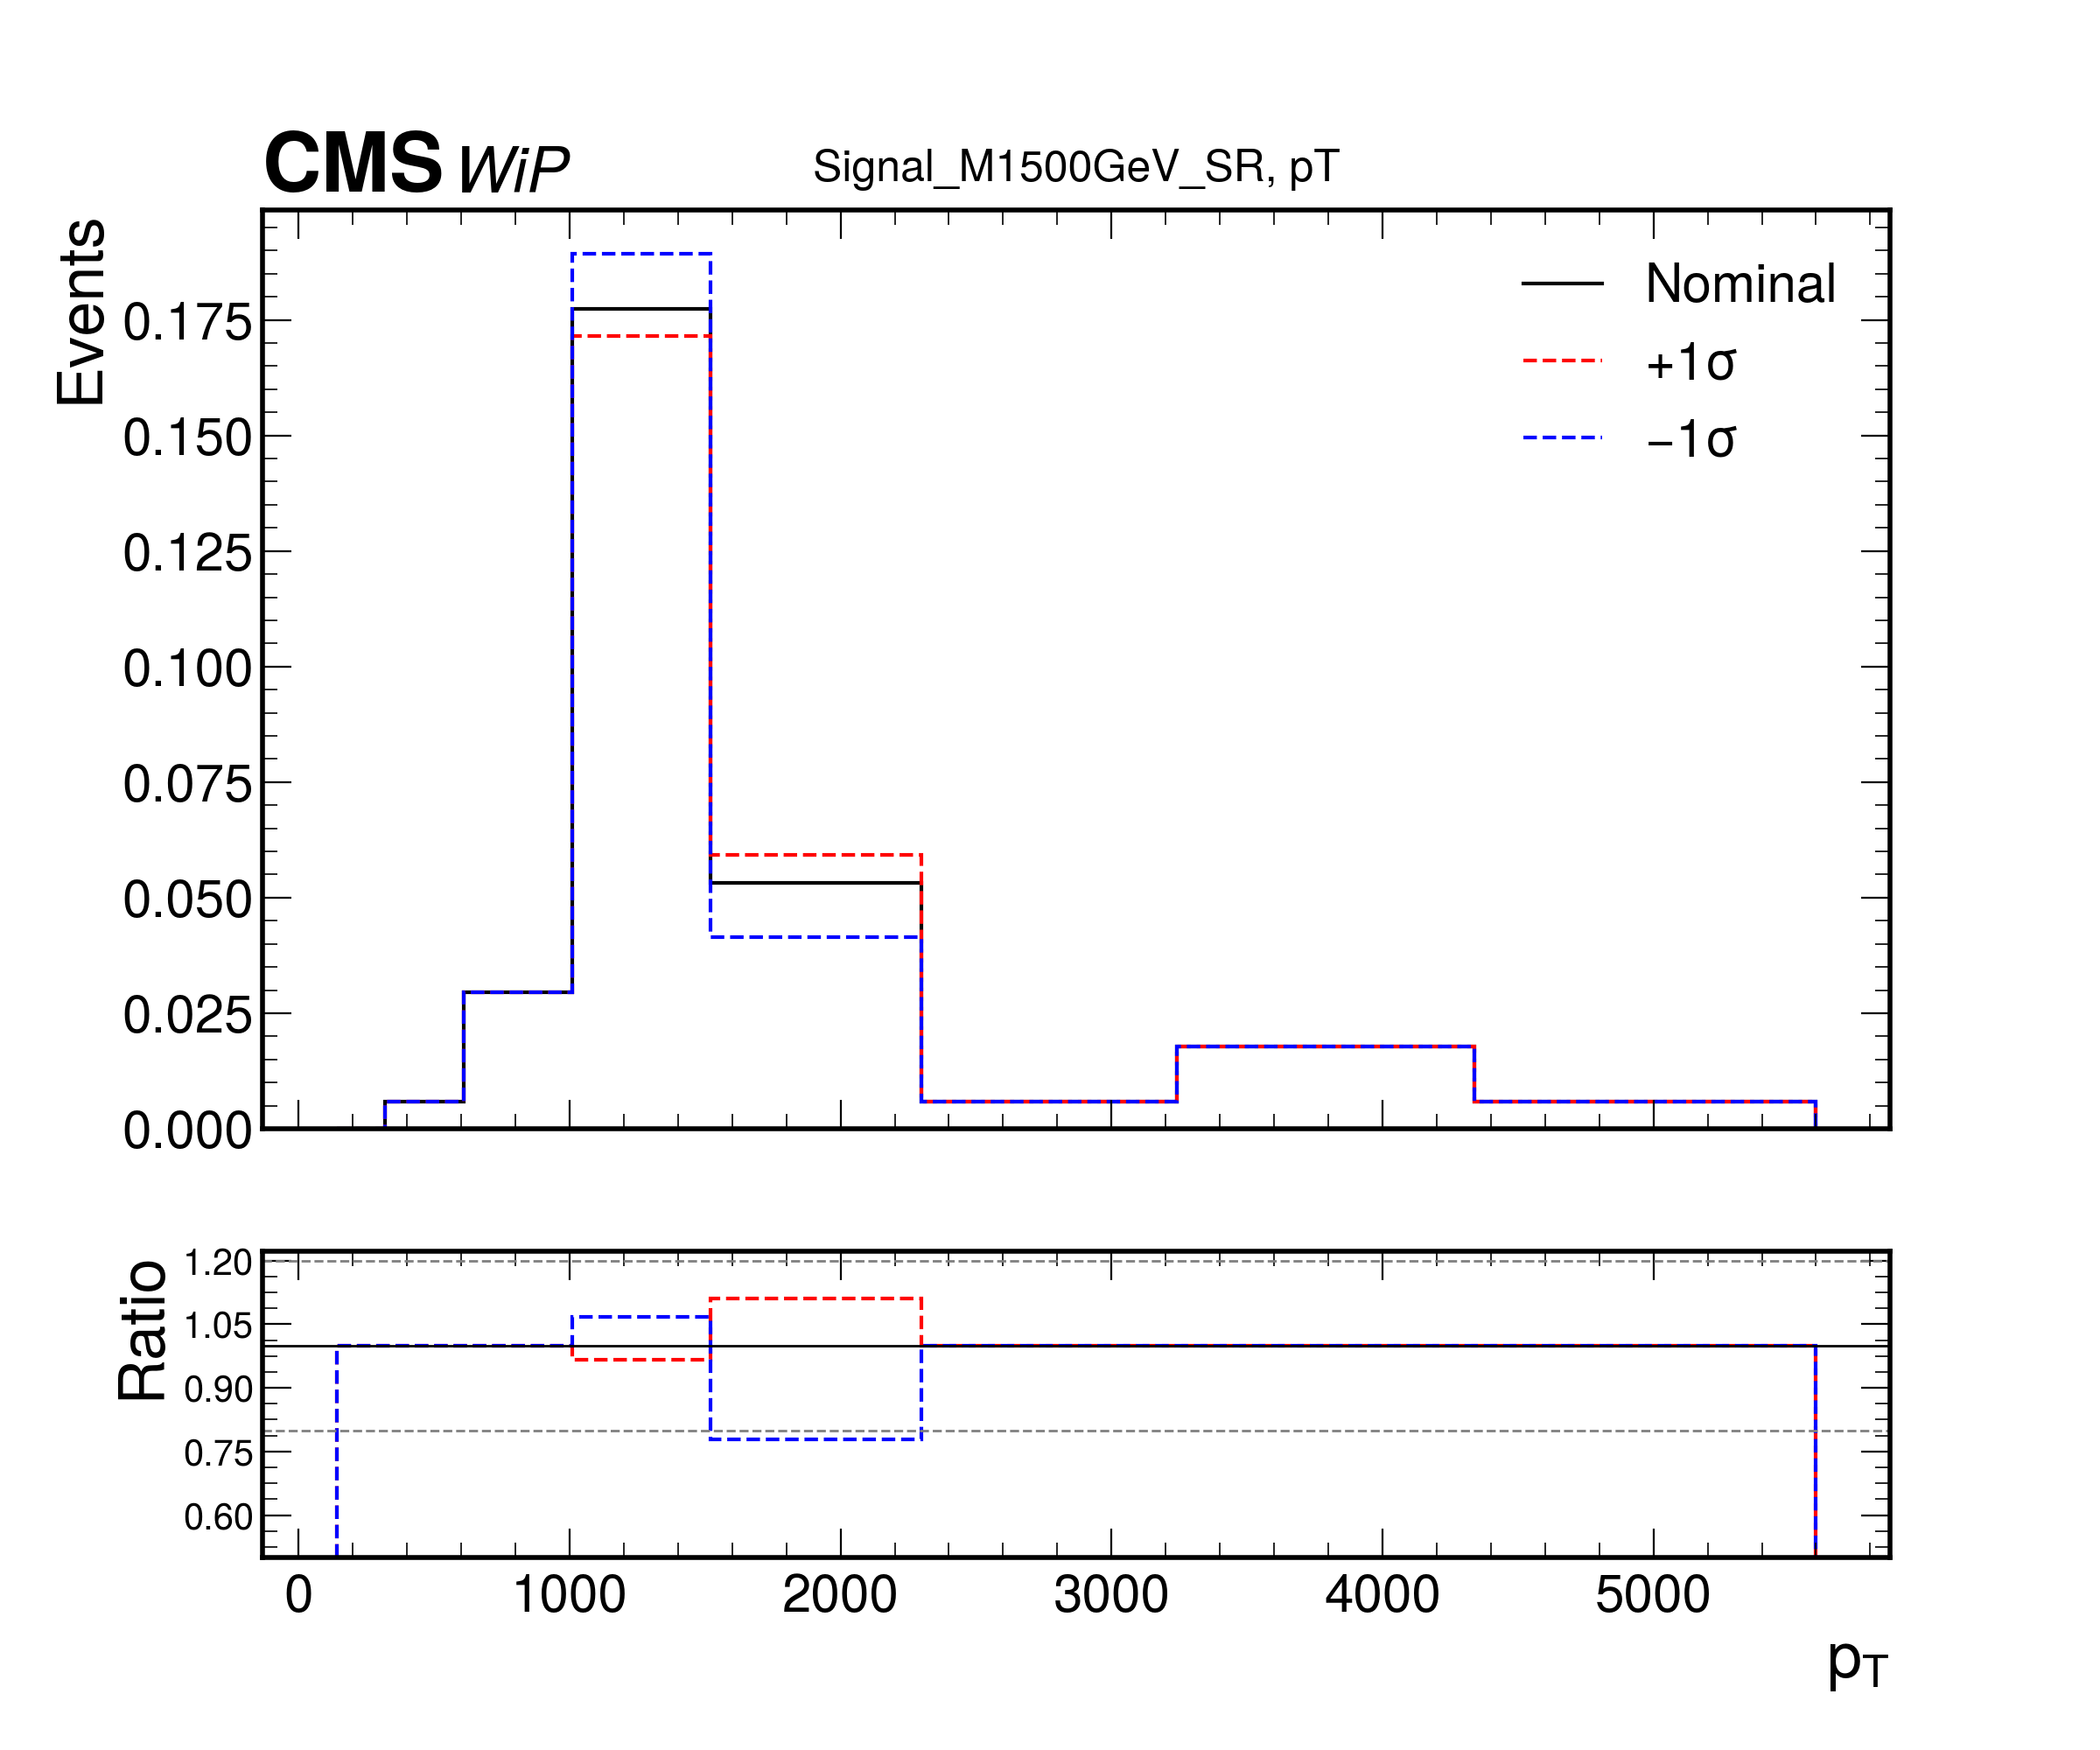 CMS WiP Signal_M1500GeV_SR, pT
Events
0.175
0.150
0.125
0.100
0.075
0.050
0.025
0.000
Nominal
+1σ
−1σ
Ratio
1.20
1.05
0.90
0.75
0.60
0 1000 2000 3000 4000 5000
pT